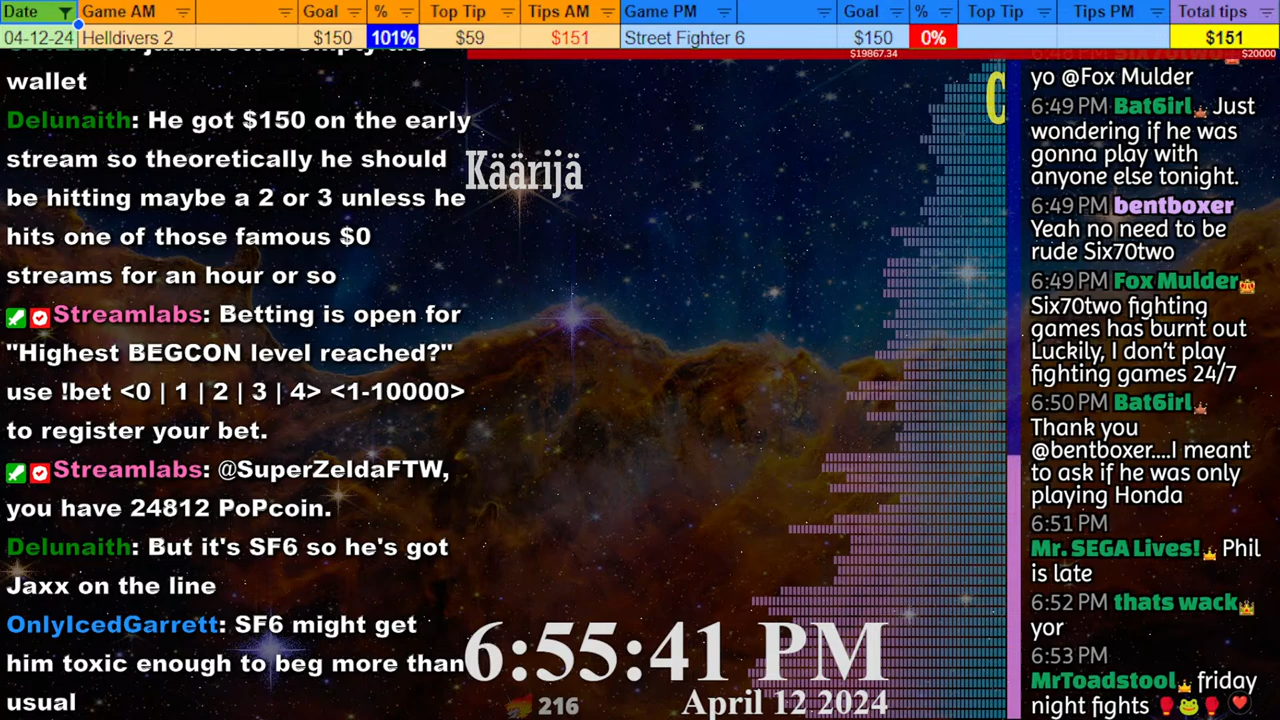 Date Game AM Goal % Top Tip Tips AM Game PM Goal % Top Tip Tips PM Total tips
04-12-24 Helldivers 2 $150 101% $59 $151 Street Fighter 6 $150 0% $151
$19867.34 $20000
wallet
Delunaith: He got $150 on the early
stream so theoretically he should
be hitting maybe a 2 or 3 unless he
hits one of those famous $0
streams for an hour or so
Streamlabs: Betting is open for
"Highest BEGCON level reached?"
use !bet <0 | 1 | 2 | 3 | 4> <1-10000>
to register your bet.
Streamlabs: @SuperZeldaFTW,
you have 24812 PoPcoin.
Delunaith: But it's SF6 so he's got
Jaxx on the line
OnlyIcedGarrett: SF6 might get
him toxic enough to beg more than
usual
Käärijä
6:55:41 PM
216 April 12 2024
yo @Fox Mulder
6:49 PM Bat6irl Just
wondering if he was
gonna play with
anyone else tonight.
6:49 PM bentboxer
Yeah no need to be
rude Six70two
6:49 PM Fox Mulder
Six70two fighting
games has burnt out
Luckily, I don't play
fighting games 24/7
6:50 PM Bat6irl
Thank you
@bentboxer....I meant
to ask if he was only
playing Honda
6:51 PM
Mr. SEGA Lives! Phil
is late
6:52 PM thats wack
yor
6:53 PM
MrToadstool friday
night fights